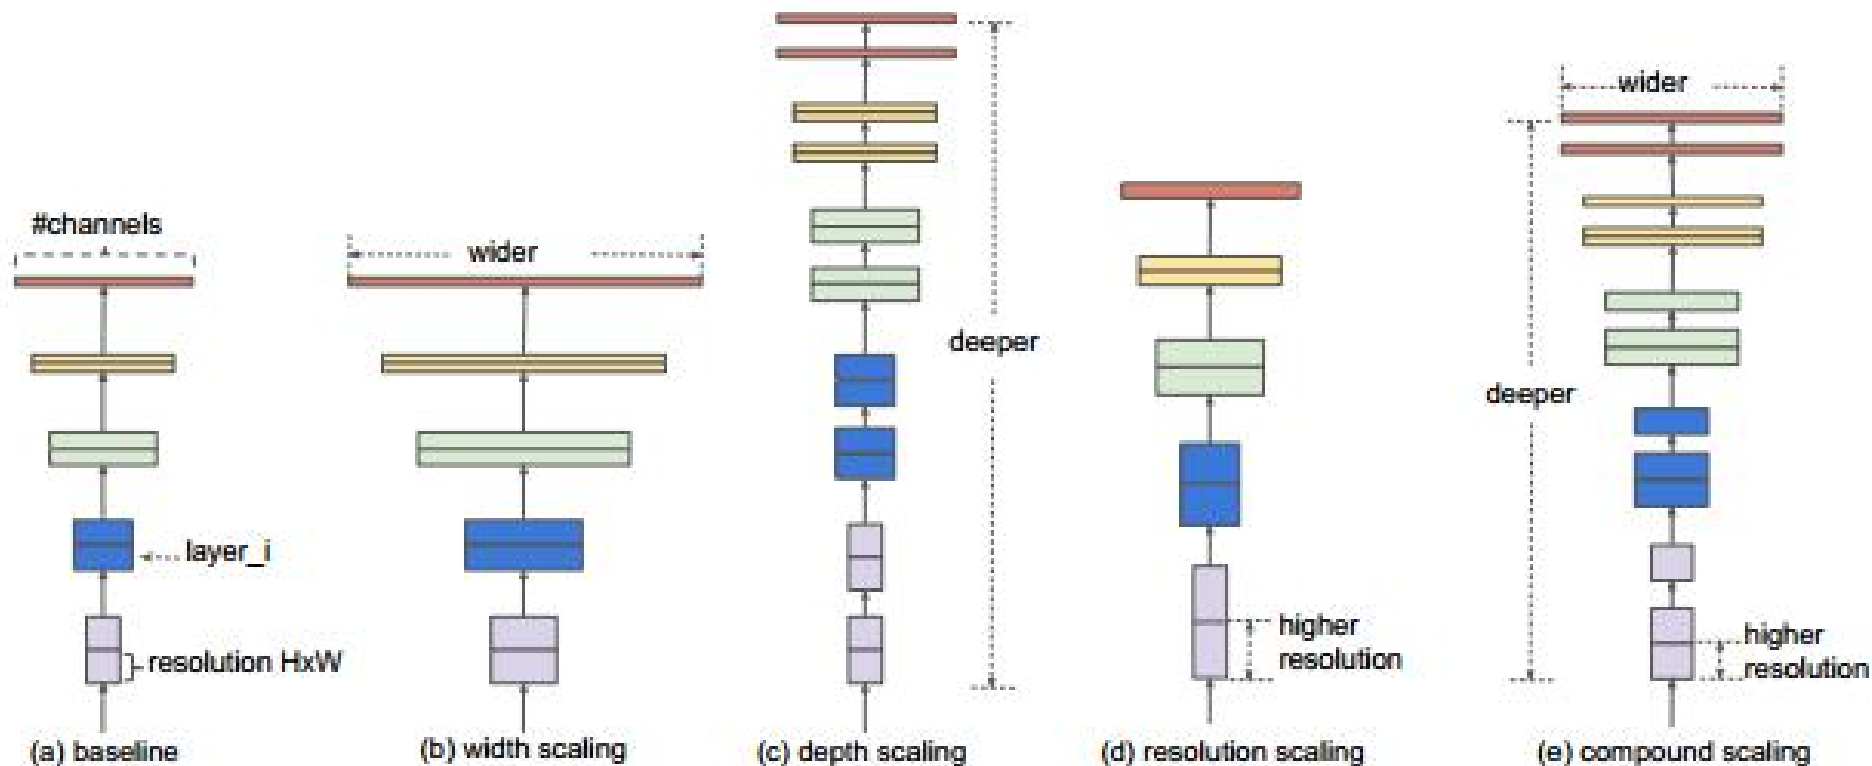 #channels
layer_i
resolution HxW
(a) baseline
wider
(b) width scaling
deeper
(c) depth scaling
higher
resolution
(d) resolution scaling
wider
deeper
higher
resolution
(e) compound scaling